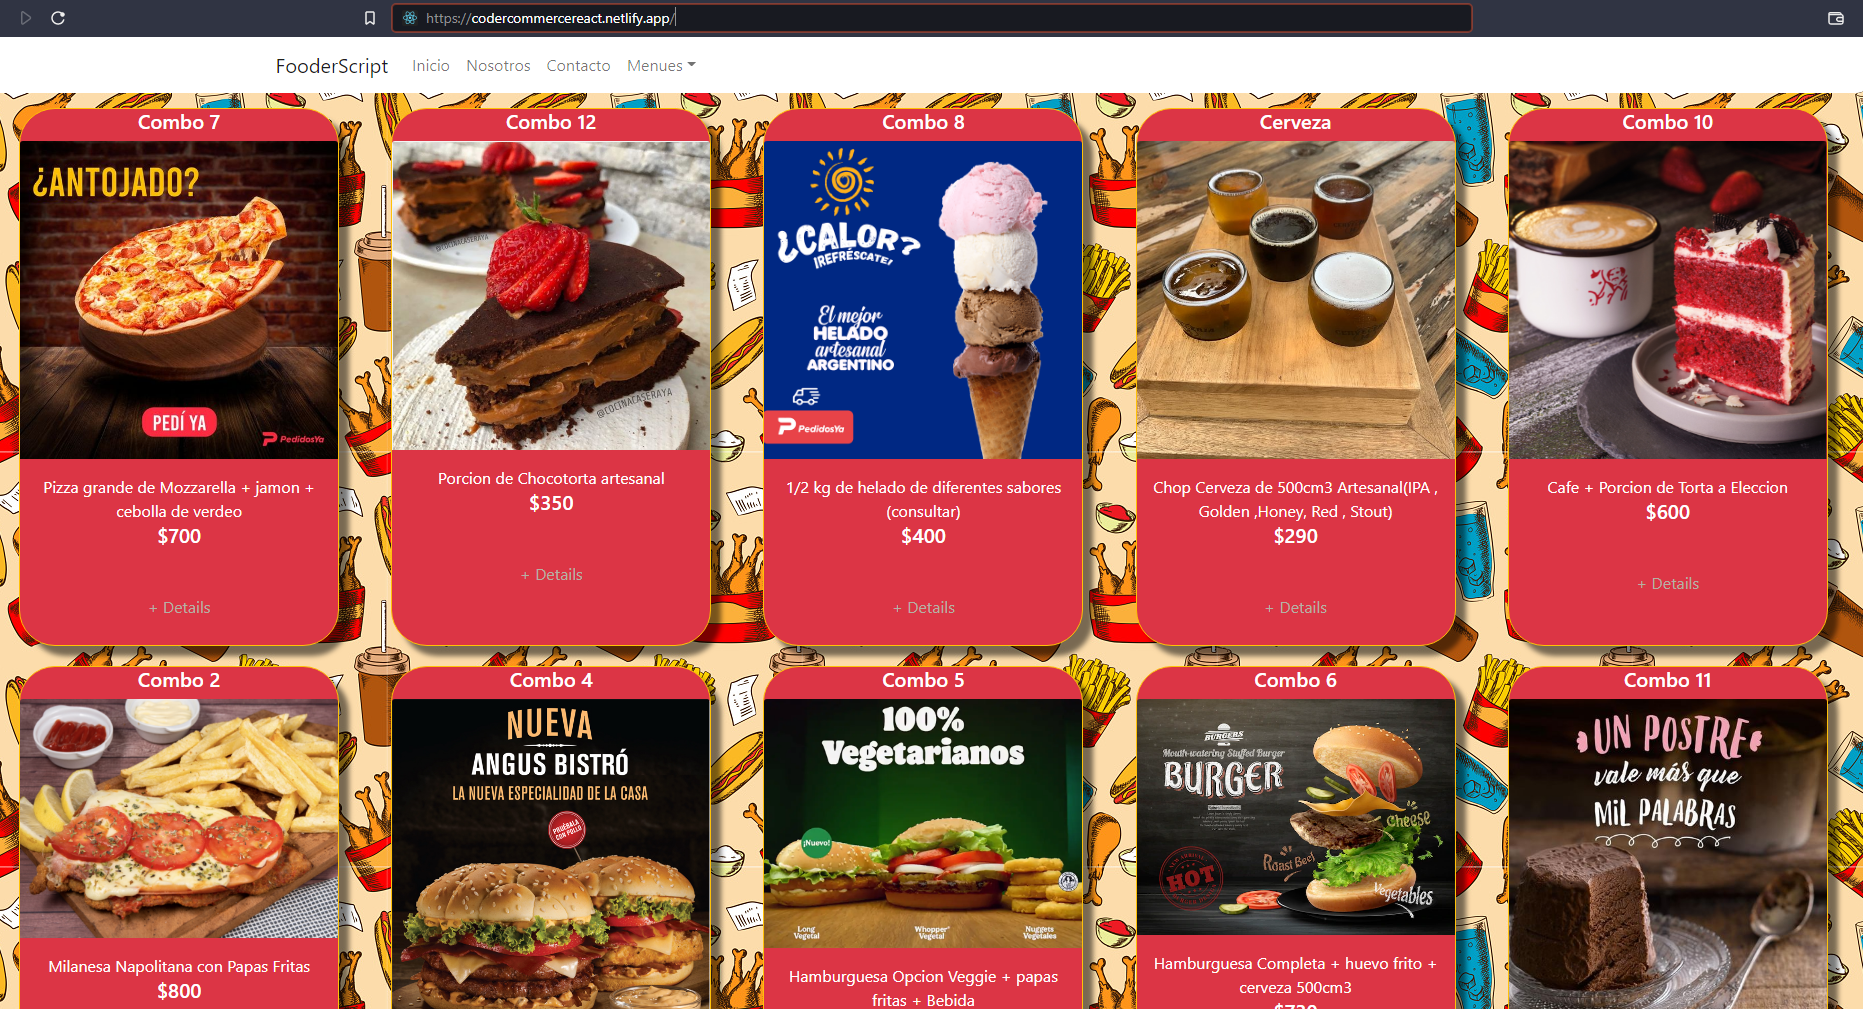 https://codercommercereact.netlify.app/
FooderScript Inicio Nosotros Contacto Menues
Combo 7
¿ANTOJADO?
PEDÍ YA
PedidosYa
Pizza grande de Mozzarella + jamon +
cebolla de verdeo
$700
+ Details
Combo 12
@COCINACASERAYA
@COCINACASERAYA
Porcion de Chocotorta artesanal
$350
+ Details
Combo 8
¿CALOR?
¡REFRÉSCATE!
El mejor
HELADO
artesanal
ARGENTINO
PedidosYa
1/2 kg de helado de diferentes sabores
(consultar)
$400
+ Details
Cerveza
Chop Cerveza de 500cm3 Artesanal(IPA ,
Golden ,Honey, Red , Stout)
$290
+ Details
Combo 10
Cafe + Porcion de Torta a Eleccion
$600
+ Details
Combo 2
Milanesa Napolitana con Papas Fritas
$800
Combo 4
NUEVA
ANGUS BISTRÓ
LA NUEVA ESPECIALIDAD DE LA CASA
PRUÉBALA
CON POLLO
Combo 5
100%
Vegetarianos
¡Nuevo!
Long
Vegetal
Whopper®
Vegetal
Nuggets
Vegetales
Hamburguesa Opcion Veggie + papas
fritas + Bebida
Combo 6
BURGERS
Mouth-watering Stuffed Burger
BURGER
Cheese
Roast Beef
HOT
Vegetables
Hamburguesa Completa + huevo frito +
cerveza 500cm3
$720
Combo 11
UN POSTRE
vale más que
MIL PALABRAS